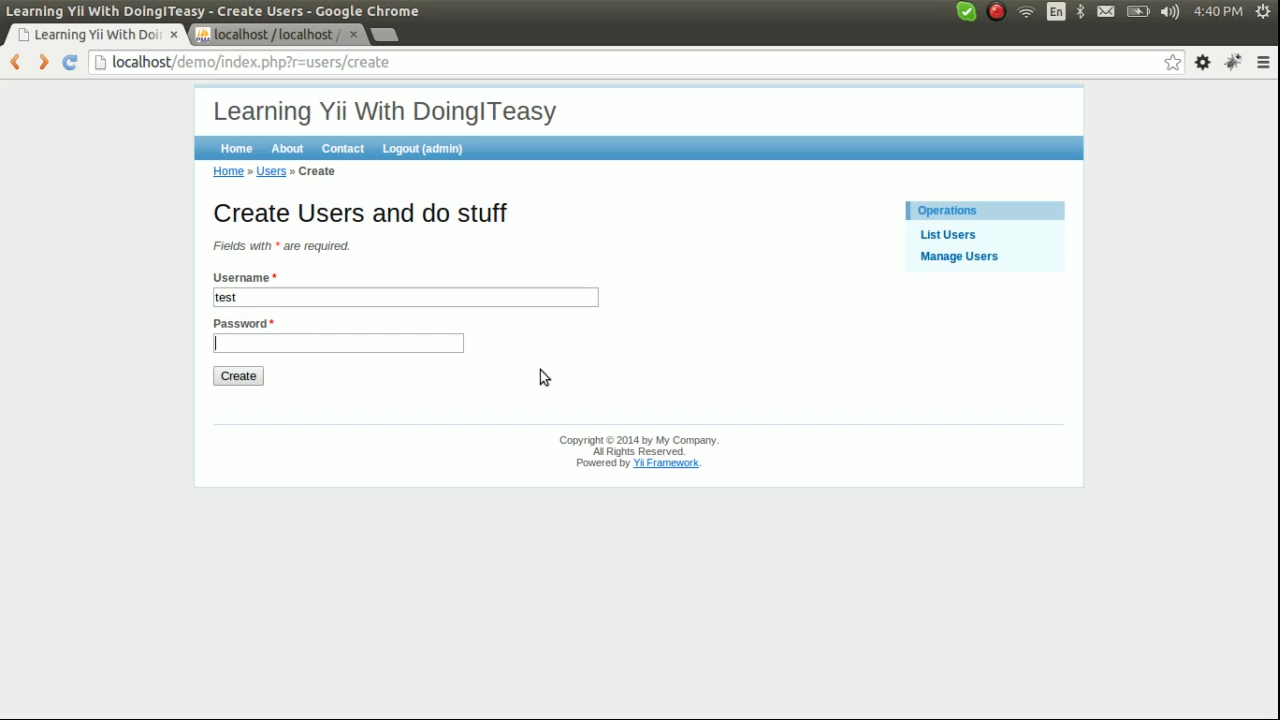 Learning Yii With DoingITeasy - Create Users - Google Chrome
En
4:40 PM
Learning Yii With Doi
localhost / localhost /
localhost/demo/index.php?r=users/create
Learning Yii With DoingITeasy
Home About Contact Logout (admin)
Home » Users » Create
Create Users and do stuff
Fields with * are required.
Username *
test
Password *
Create
Operations
List Users
Manage Users
Copyright © 2014 by My Company.
All Rights Reserved.
Powered by Yii Framework.